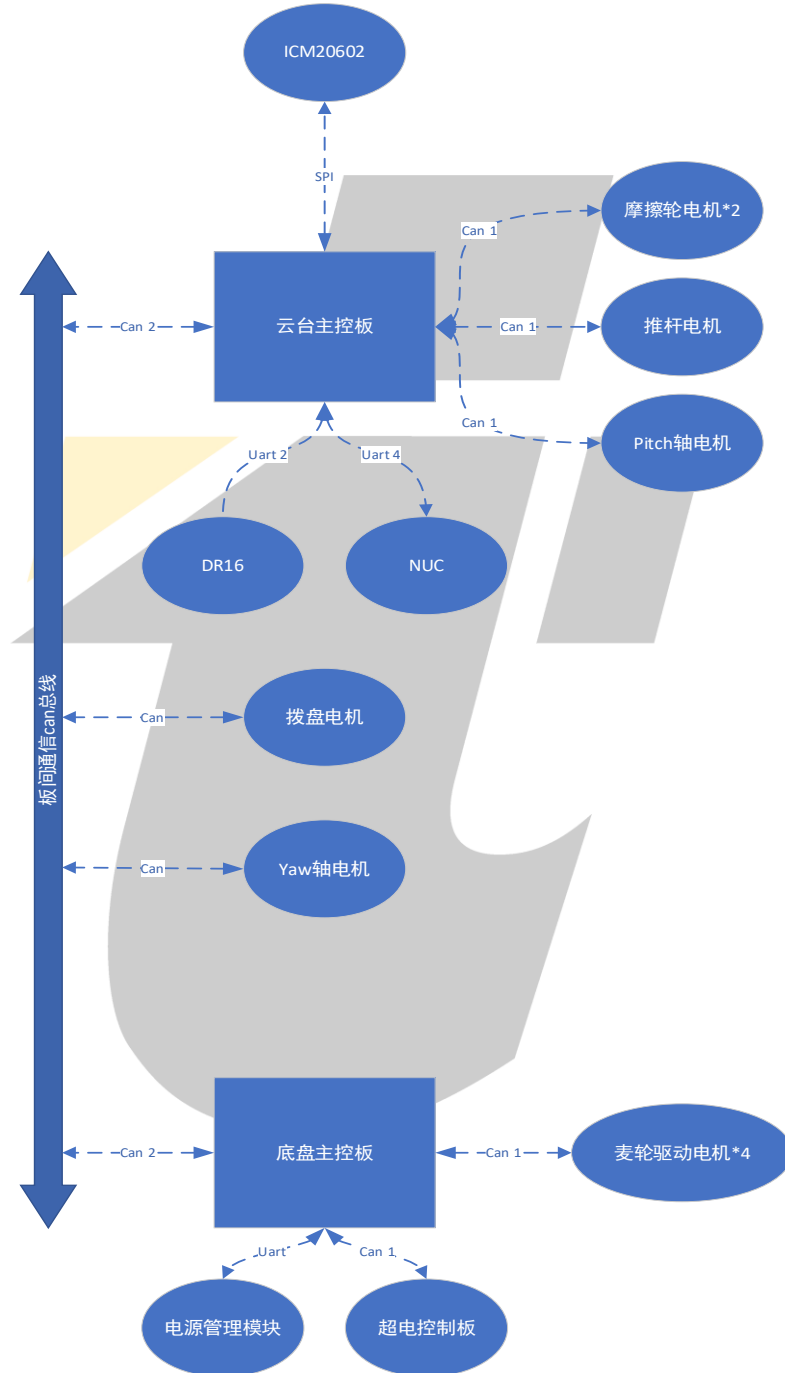 ICM20602
SPI
摩擦轮电机*2
Can 1
云台主控板
Can 2
Can 1
推杆电机
Can 1
Pitch轴电机
Uart 2
Uart 4
DR16
NUC
板间通信can总线
Can
拨盘电机
Can
Yaw轴电机
Can 2
底盘主控板
Can 1
麦轮驱动电机*4
Uart
Can 1
电源管理模块
超电控制板